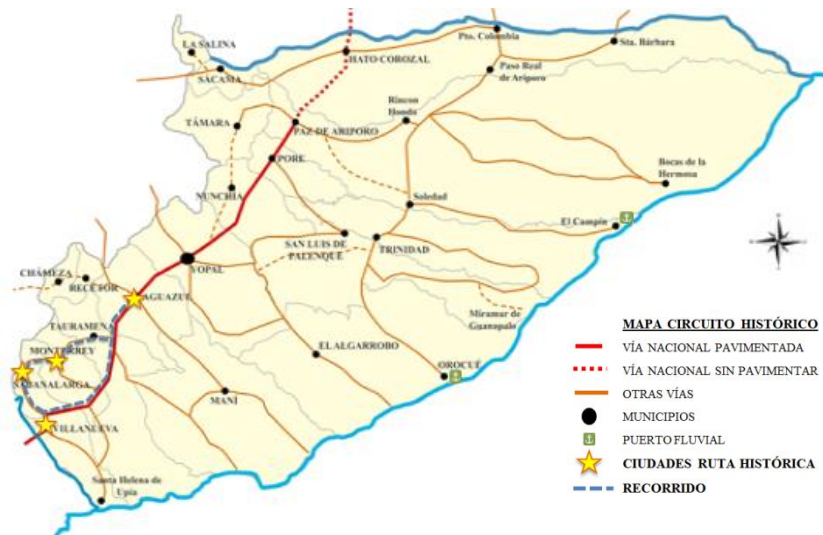 LA SALINA
SÁCAMA
HATO COROZAL
Pto. Colombia
Sta. Bárbara
Paso Real
de Ariporo
Rincon
Hondo
TÁMARA
PAZ DE ARIPORO
PORE
Bocas de la
Hermosa
NUNCHIA
Soledad
El Campin
SAN LUIS DE
PALENQUE
TRINIDAD
YOPAL
CHÁMEZA
RECETOR
AGUAZUL
TAURAMENA
Miramar de
Guanapalo
MONTERREY
EL ALGARROBO
OROCUÉ
SABANALARGA
MANÍ
VILLANUEVA
Santa Helena de
Upía
MAPA CIRCUITO HISTÓRICO
VÍA NACIONAL PAVIMENTADA
VÍA NACIONAL SIN PAVIMENTAR
OTRAS VÍAS
MUNICIPIOS
PUERTO FLUVIAL
CIUDADES RUTA HISTÓRICA
RECORRIDO